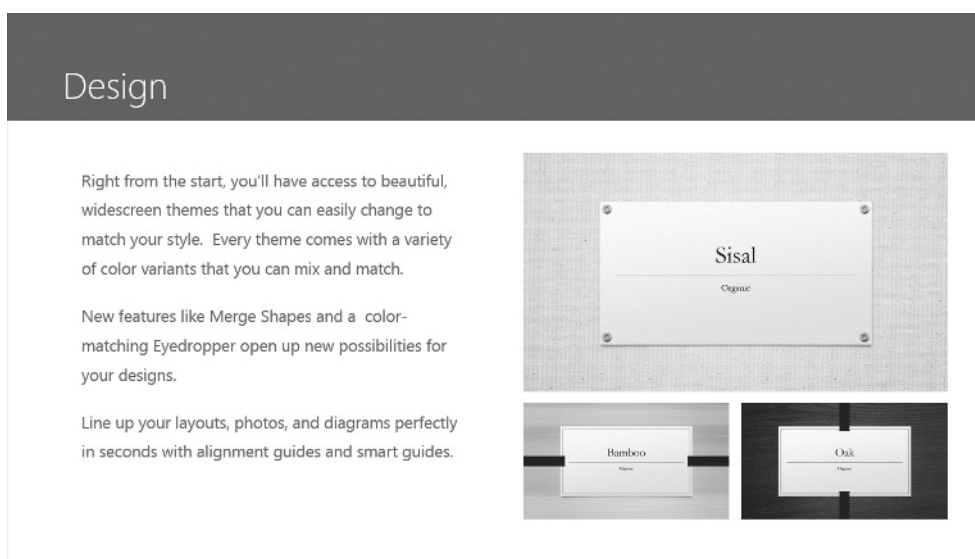 Design
Right from the start, you'll have access to beautiful,
widescreen themes that you can easily change to
match your style.  Every theme comes with a variety
of color variants that you can mix and match.
New features like Merge Shapes and a  color-
matching Eyedropper open up new possibilities for
your designs.
Line up your layouts, photos, and diagrams perfectly
in seconds with alignment guides and smart guides.
Sisal
Organic
Bamboo
Organic
Oak
Organic